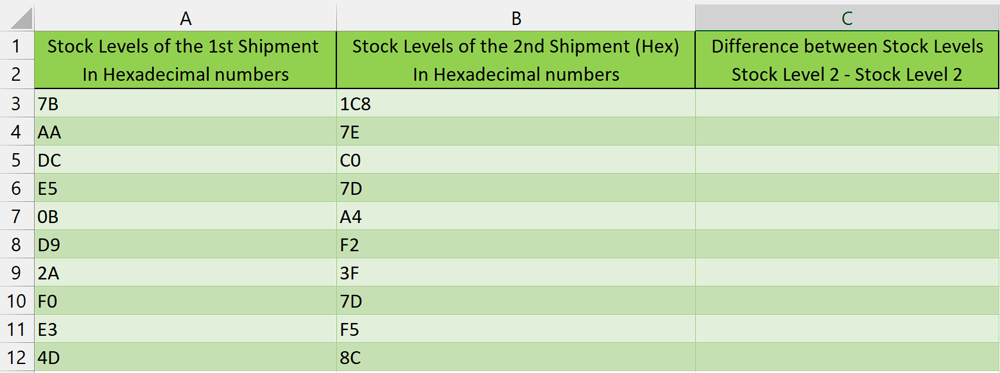 A B C
1 Stock Levels of the 1st Shipment Stock Levels of the 2nd Shipment (Hex) Difference between Stock Levels
2 In Hexadecimal numbers In Hexadecimal numbers Stock Level 2 - Stock Level 2
3 7B 1C8
4 AA 7E
5 DC C0
6 E5 7D
7 0B A4
8 D9 F2
9 2A 3F
10 F0 7D
11 E3 F5
12 4D 8C